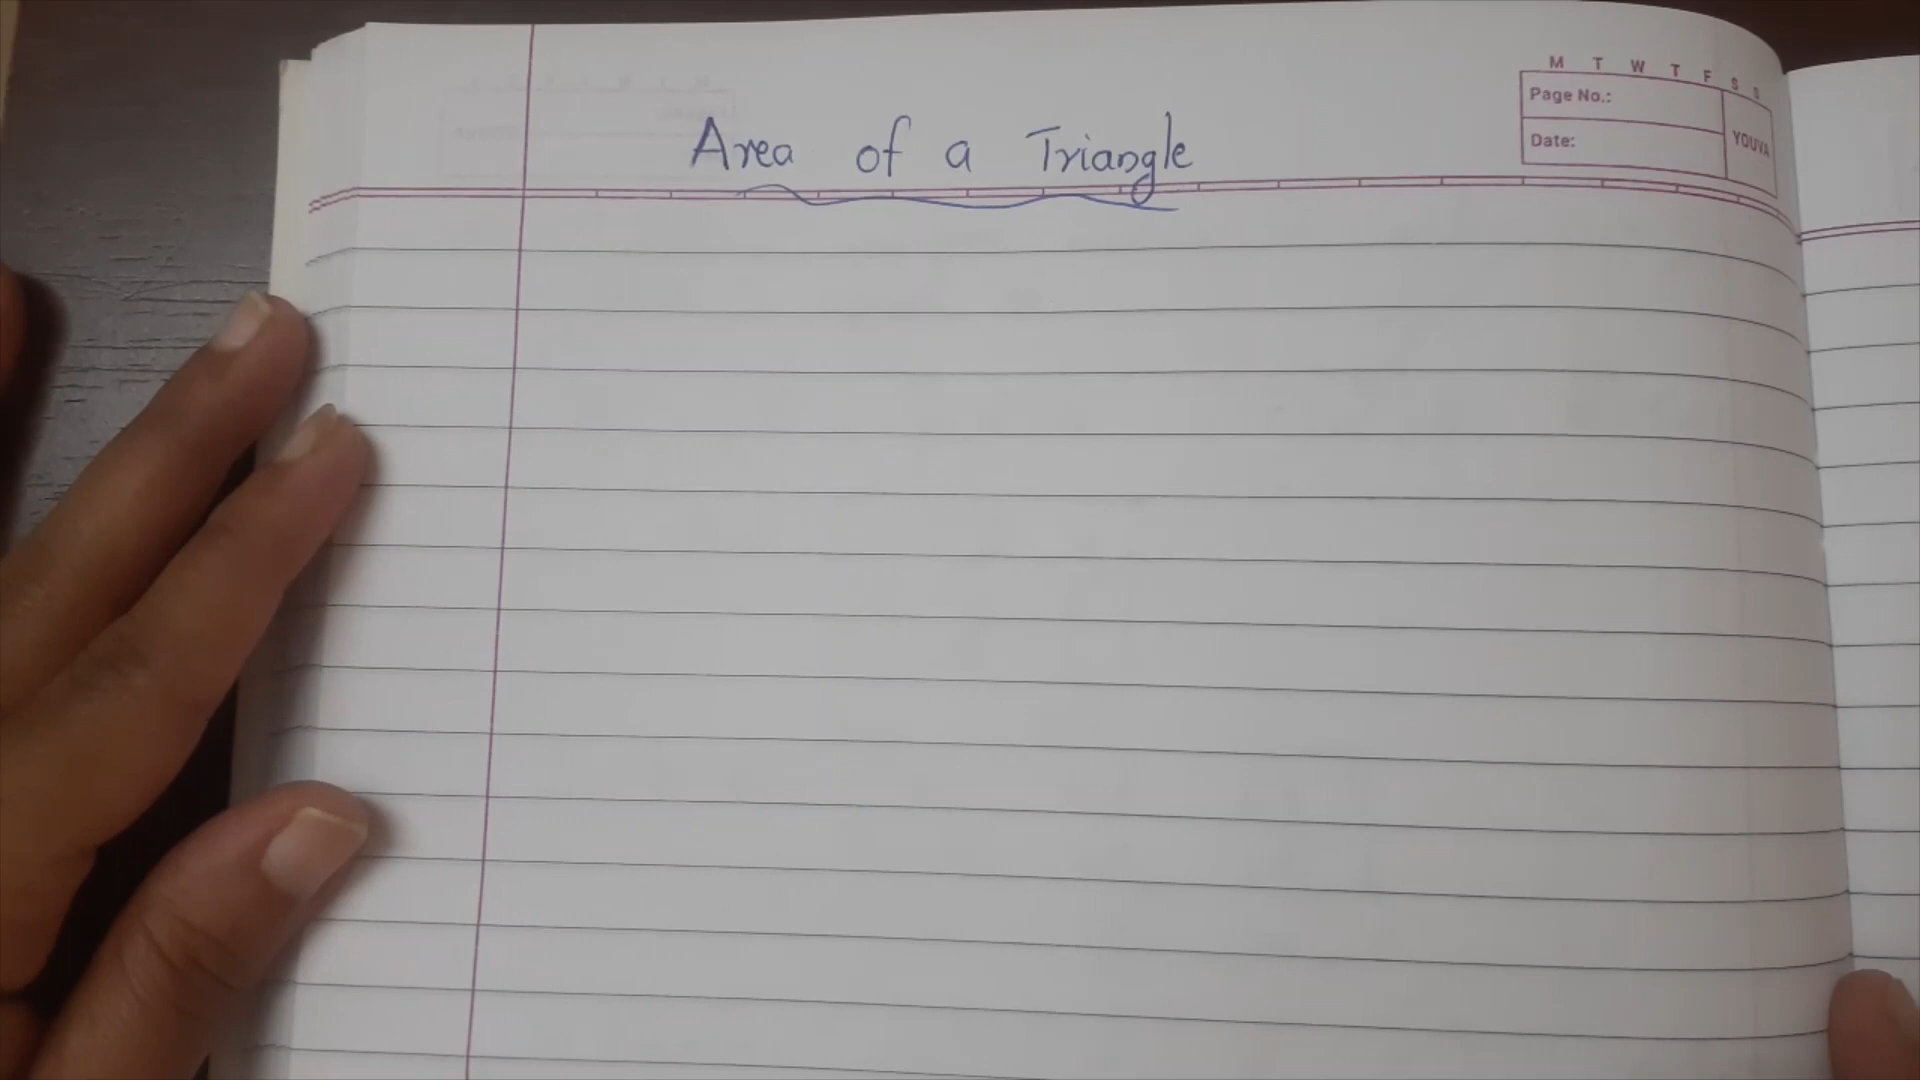 M T W T F S S
Page No.:
Date:
YOUVA
Area of a Triangle